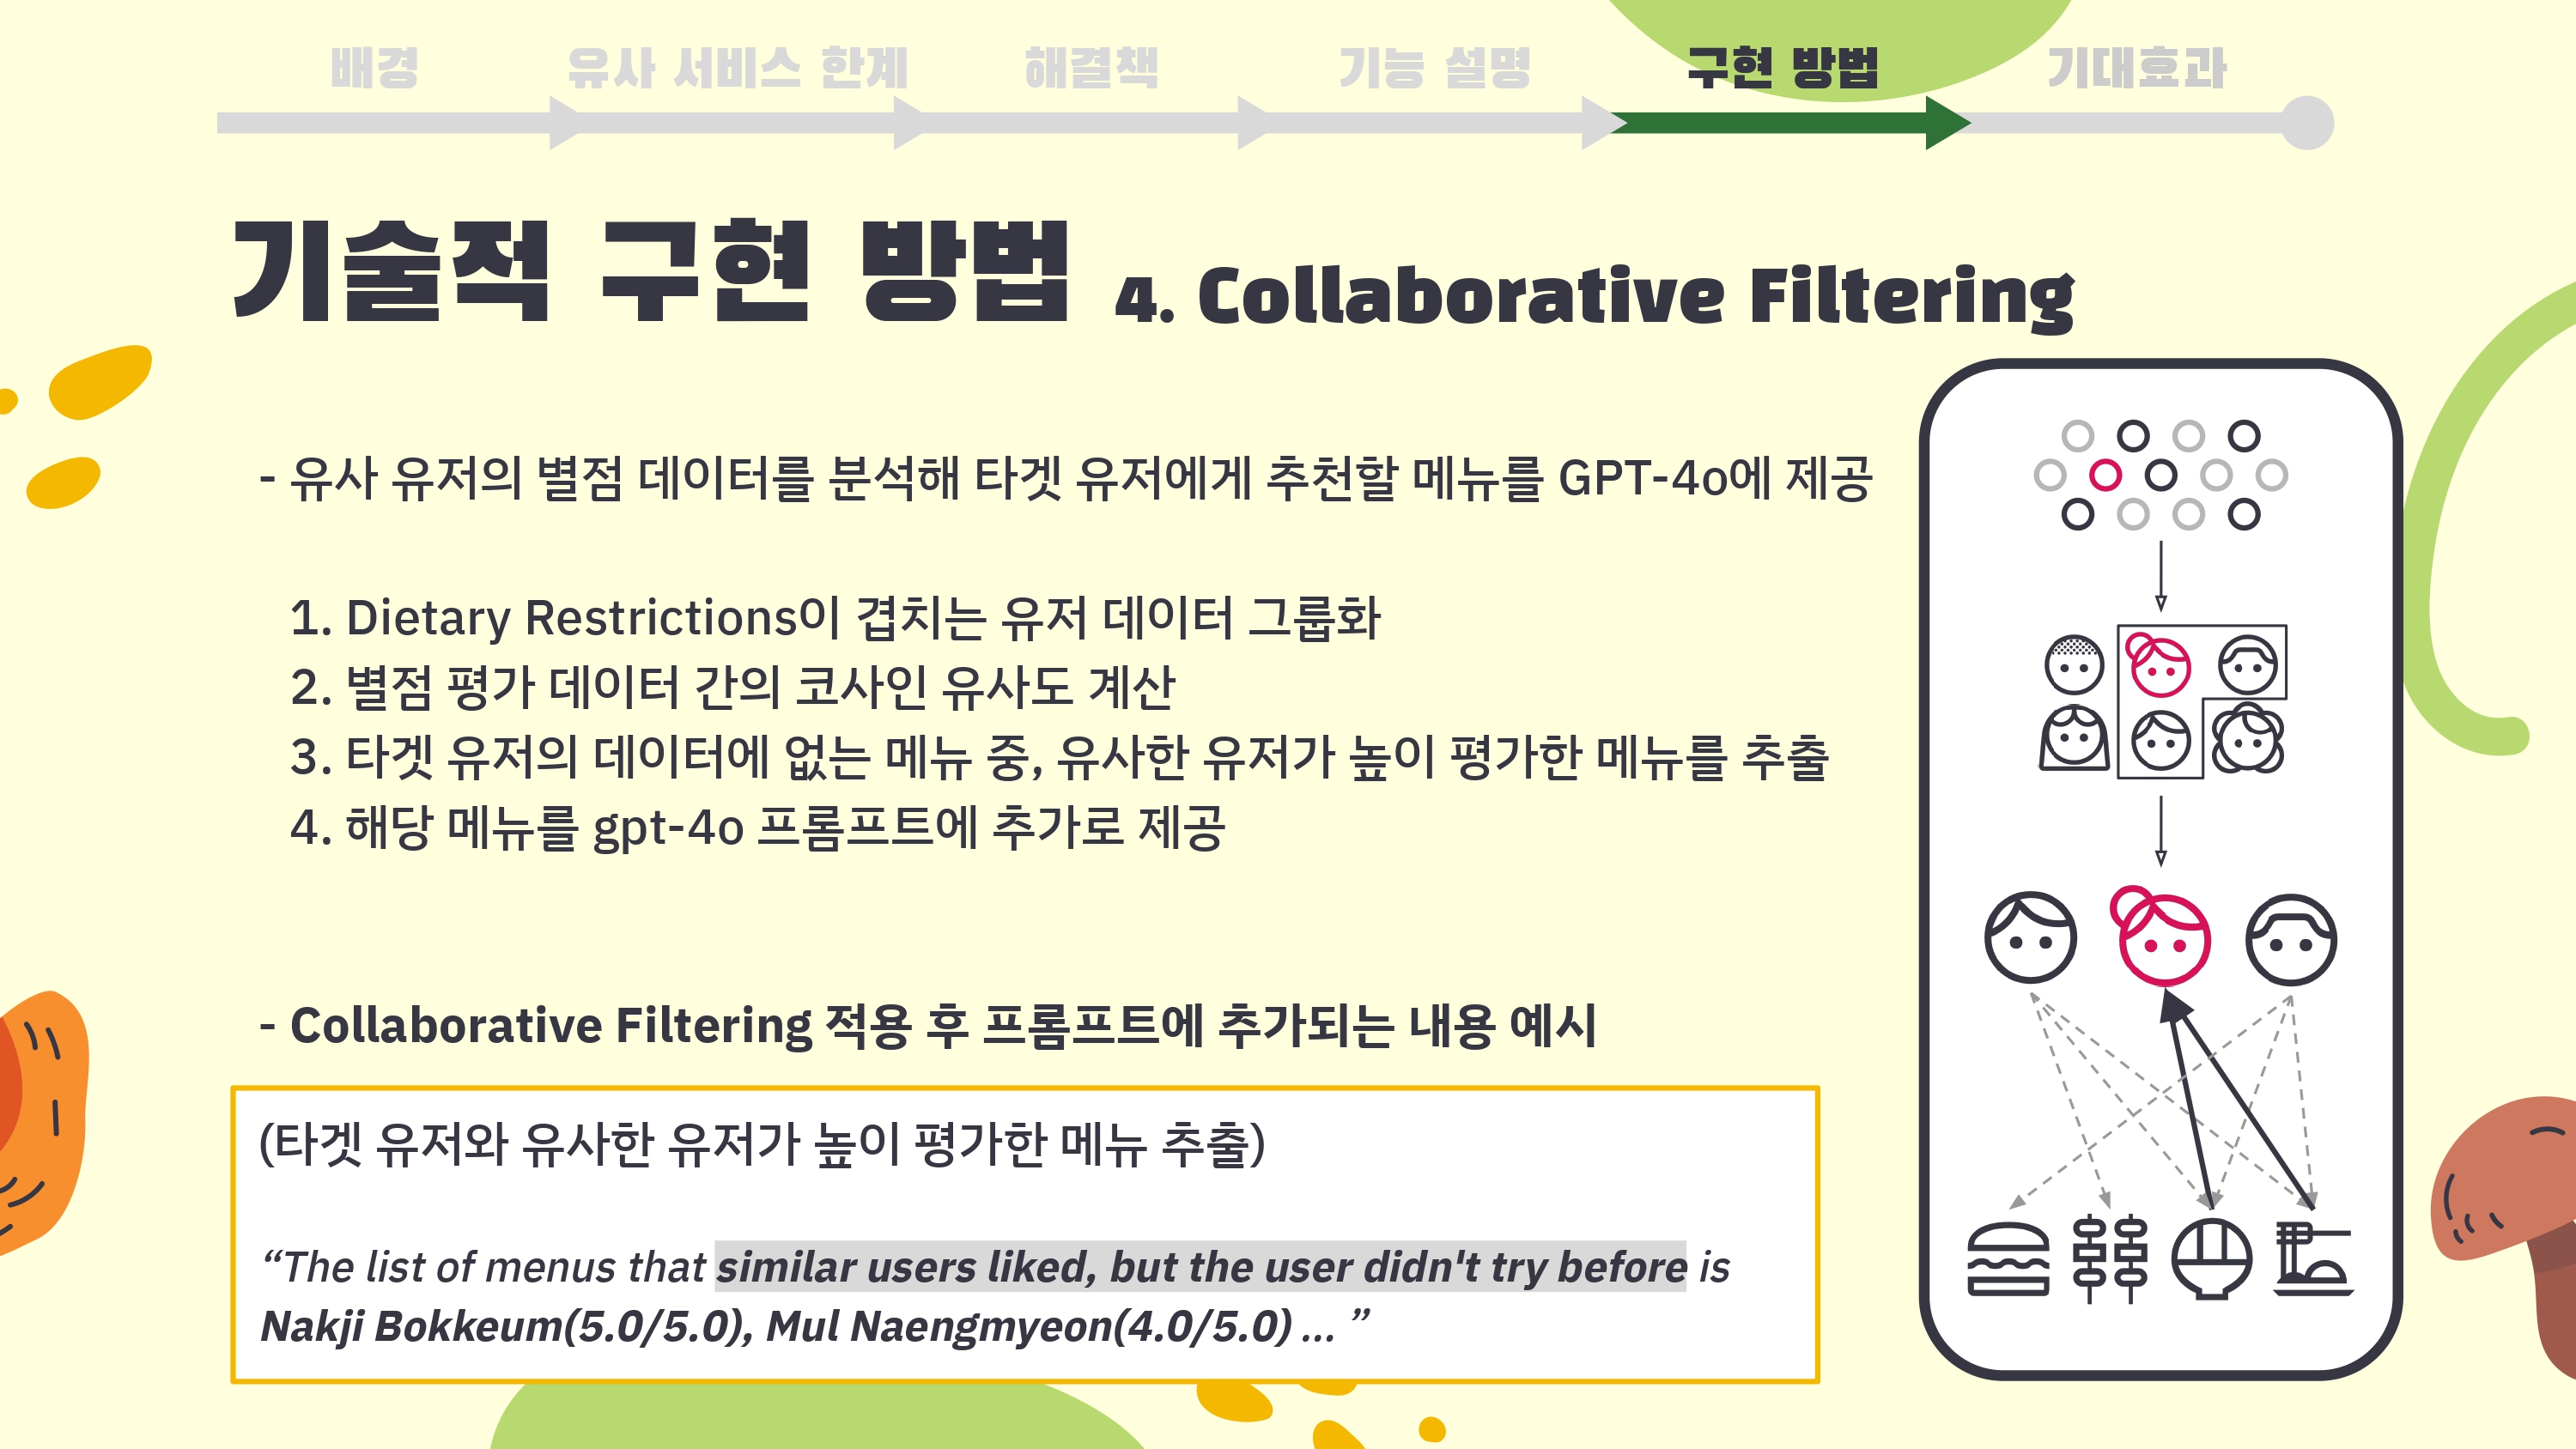 배경
유사 서비스 한계
해결책
기능 설명
구현 방법
기대효과
기술적 구현 방법 4. Collaborative Filtering
- 유사 유저의 별점 데이터를 분석해 타겟 유저에게 추천할 메뉴를 GPT-4o에 제공
1. Dietary Restrictions이 겹치는 유저 데이터 그룹화
2. 별점 평가 데이터 간의 코사인 유사도 계산
3. 타겟 유저의 데이터에 없는 메뉴 중, 유사한 유저가 높이 평가한 메뉴를 추출
4. 해당 메뉴를 gpt-4o 프롬프트에 추가로 제공
- Collaborative Filtering 적용 후 프롬프트에 추가되는 내용 예시
(타겟 유저와 유사한 유저가 높이 평가한 메뉴 추출)
“The list of menus that similar users liked, but the user didn't try before is
Nakji Bokkeum(5.0/5.0), Mul Naengmyeon(4.0/5.0) ... ”